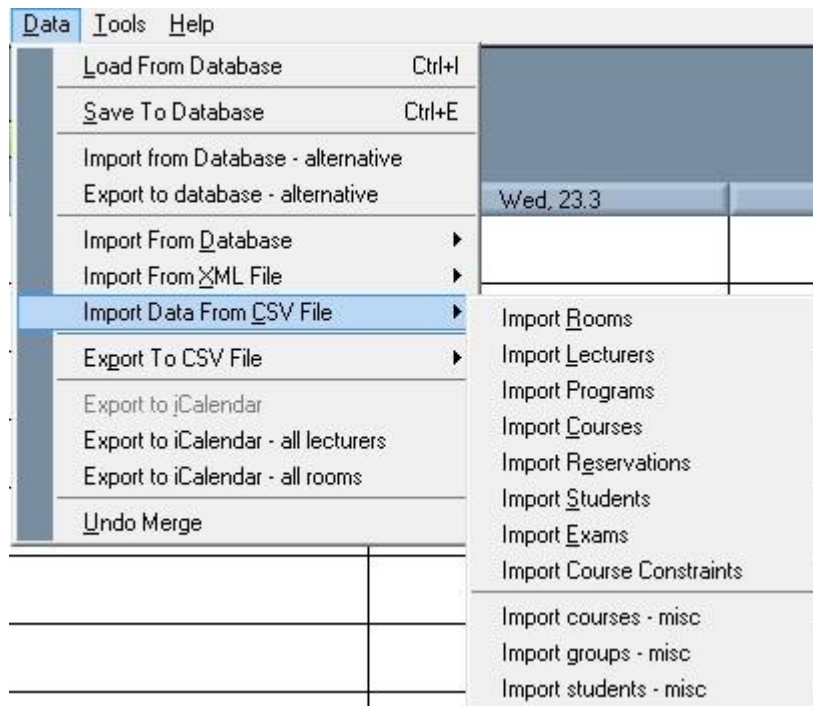 Data Tools Help
Load From Database Ctrl+I
Save To Database Ctrl+E
Import from Database - alternative
Export to database - alternative
Wed, 23.3
Import From Database
Import From XML File
Import Data From CSV File
Export To CSV File
Export to iCalendar
Export to iCalendar - all lecturers
Export to iCalendar - all rooms
Undo Merge
Import Rooms
Import Lecturers
Import Programs
Import Courses
Import Reservations
Import Students
Import Exams
Import Course Constraints
Import courses - misc
Import groups - misc
Import students - misc